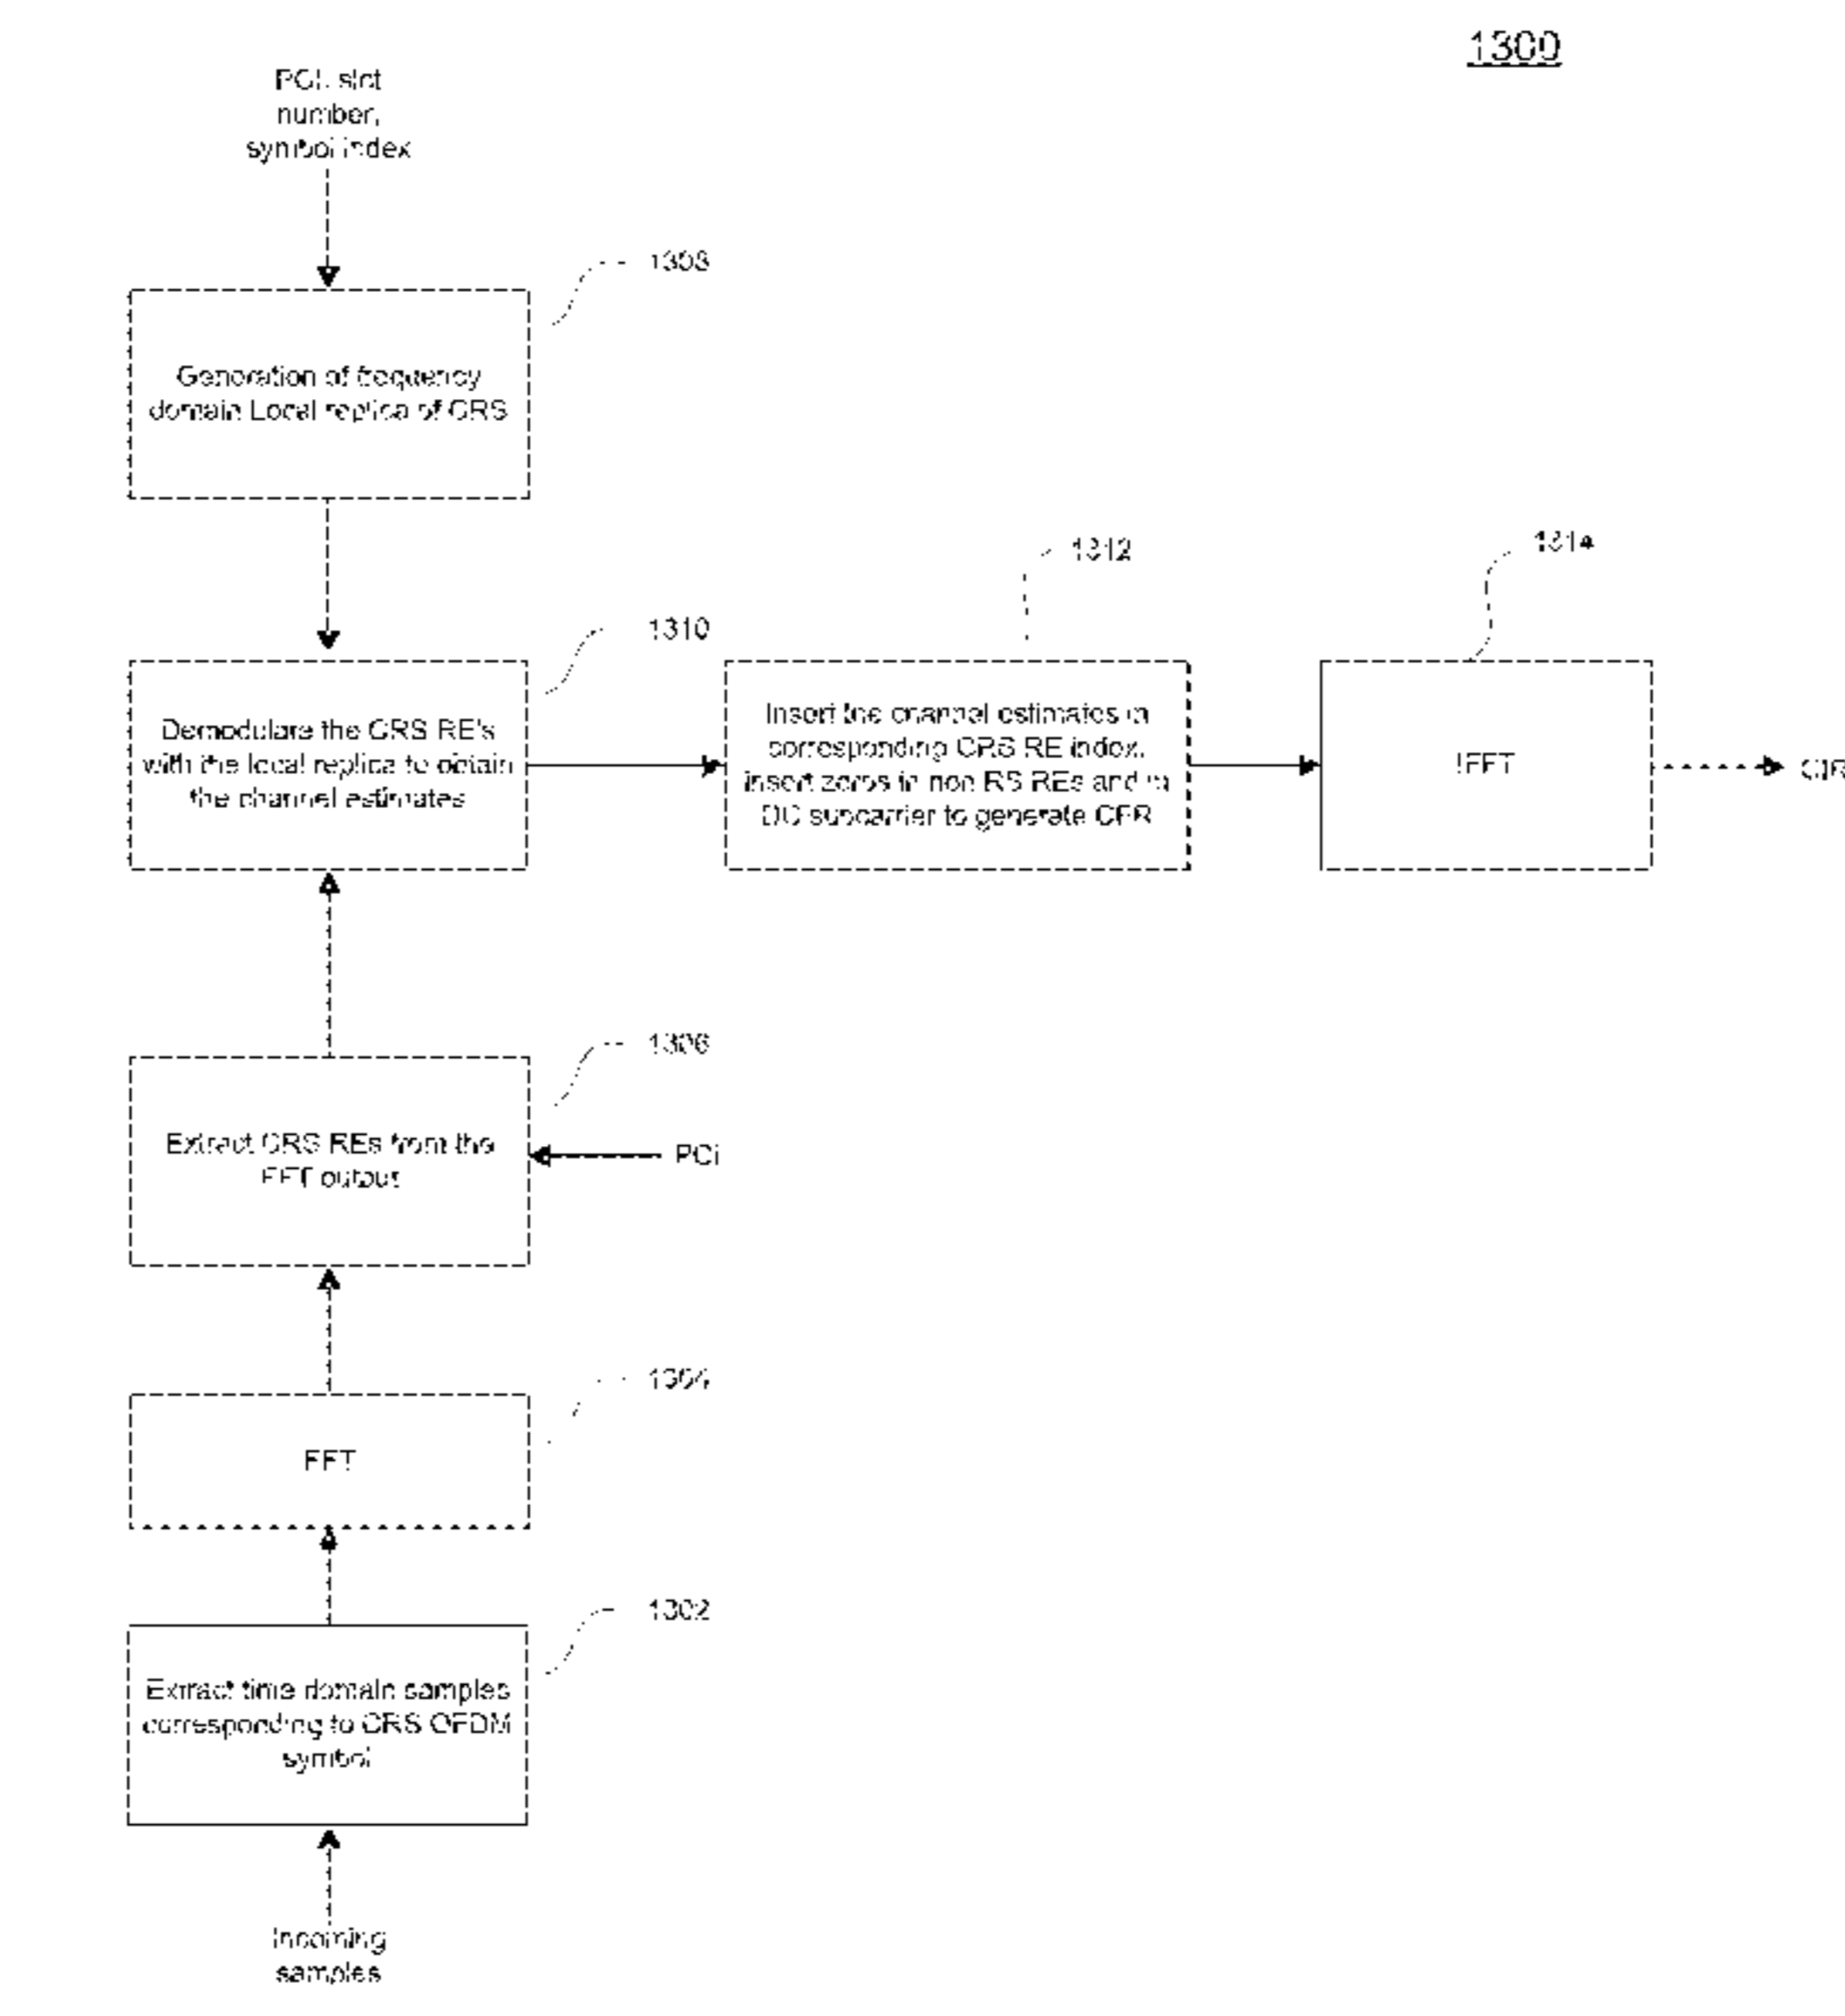 1300
PCI, slot
number,
symbol index
1308
Generation of frequency
domain Local replica of CRS
1310
Demodulare the CRS RE's
with the local replica to obtain
the channel estimates
1312
Insert the channel estimates in
corresponding CRS RE index,
insert zeros in non RS REs and in
DC subcarrier to generate CFR
1314
IFFT
CIR
1306
Extract CRS REs from the
FFT output
PCI
1304
FFT
1302
Extract time domain samples
corresponding to CRS OFDM
symbol
Incoming
samples